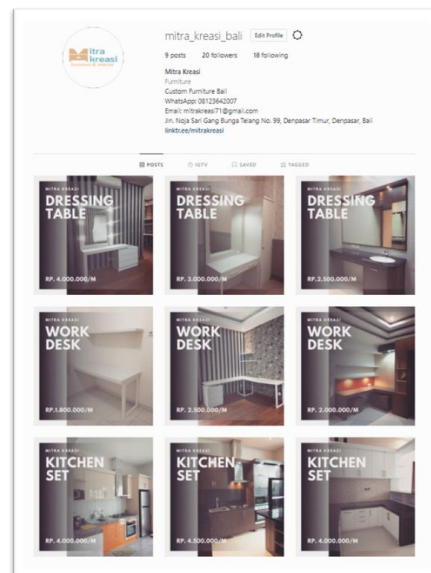 mitra_kreasi_bali Edit Profile
9 posts 20 followers 18 following
Mitra Kreasi
Furniture
Custom Furniture Bali
WhatsApp: 08123642007
Email: mitrakreasi71@gmail.com
Jln. Noja Sari Gang Bunga Telang No. 99, Denpasar Timur, Denpasar, Bali
linktr.ee/mitrakreasi
Mitra
kreasi
POSTS IGTV SAVED TAGGED
MITRA KREASI
DRESSING
TABLE
RP. 4.000.000/M
MITRA KREASI
DRESSING
TABLE
RP. 3.000.000/M
MITRA KREASI
DRESSING
TABLE
RP.2.500.000/M
MITRA KREASI
WORK
DESK
RP.1.800.000/M
MITRA KREASI
WORK
DESK
RP. 2.500.000/M
MITRA KREASI
WORK
DESK
RP. 2.000.000/M
MITRA KREASI
KITCHEN
SET
RP. 4.000.000/M
MITRA KREASI
KITCHEN
SET
RP. 4.500.000/M
MITRA KREASI
KITCHEN
SET
RP. 4.000.000/M